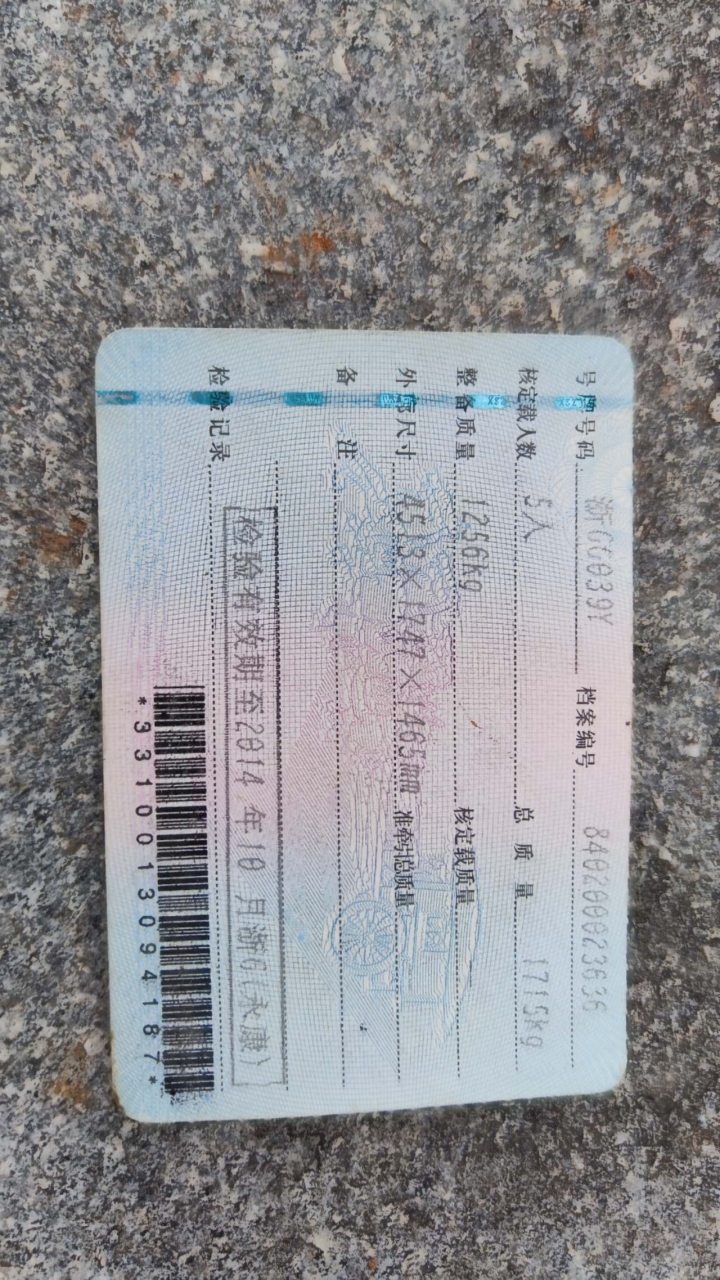 号牌号码 浙GG039Y 档案编号 840200023636
核定载人数 5人 总质量 1715kg
整备质量 1256kg 核定载质量
外部尺寸 4513×1747×1465mm 准牵引总质量
备注
检验记录 检验有效期至2014年10月浙G(永康)
*3310013094187*